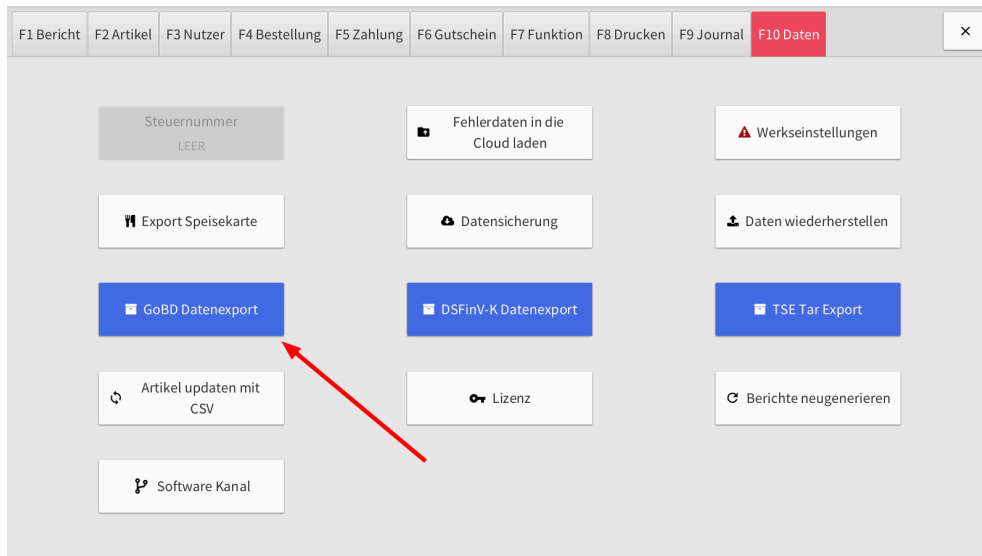 F1 Bericht F2 Artikel F3 Nutzer F4 Bestellung F5 Zahlung F6 Gutschein F7 Funktion F8 Drucken F9 Journal F10 Daten ×
Steuernummer
LEER
Fehlerdaten in die
Cloud laden
Werkseinstellungen
Export Speisekarte
Datensicherung
Daten wiederherstellen
GoBD Datenexport
DSFinV-K Datenexport
TSE Tar Export
Artikel updaten mit
CSV
Lizenz
Berichte neugenerieren
Software Kanal